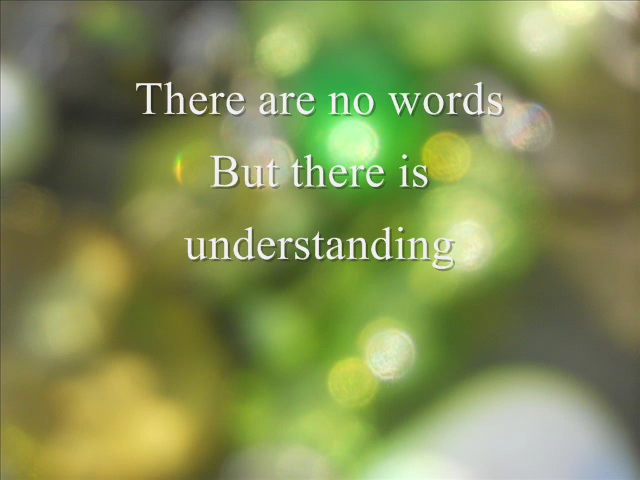 There are no words
But there is
understanding